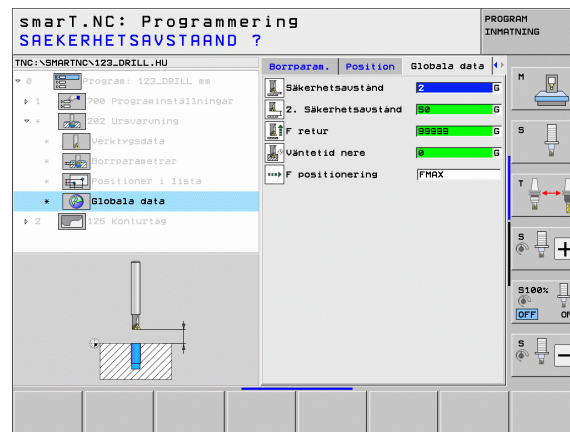 smarT.NC: Programmering
SAEKERHETSAVSTAAND ?
PROGRAM
INMATNING
TNC:\SMARTNC\123_DRILL.HU
0 Program: 123_DRILL mm
1 700 Programinställningar
* 202 Ursvarvning
* Verktygsdata
* Borrparametrar
* Positioner i lista
* Globala data
2 125 Konturtag
Borrparam. Position Globala data
Säkerhetsavstånd 2 G
2. Säkerhetsavstånd 50 G
F retur 99999 G
Väntetid nere 0 G
F positionering FMAX
M
S
T
S
S100%
OFF ON
S